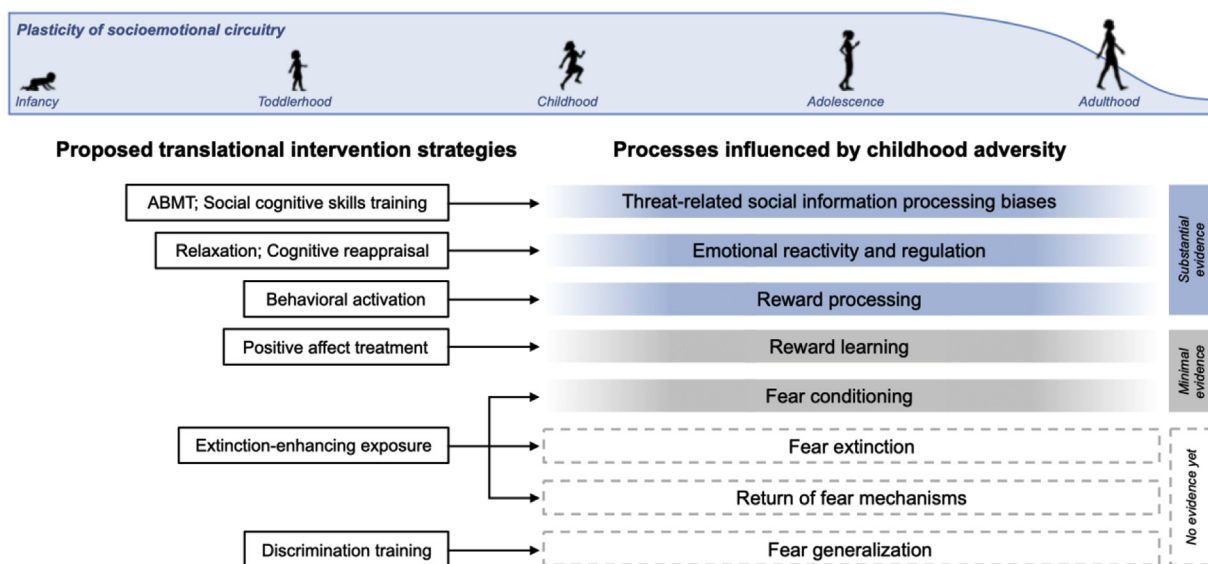 Plasticity of socioemotional circuitry
Infancy
Toddlerhood
Childhood
Adolescence
Adulthood
Proposed translational intervention strategies
Processes influenced by childhood adversity
ABMT; Social cognitive skills training
Threat-related social information processing biases
Relaxation; Cognitive reappraisal
Emotional reactivity and regulation
Behavioral activation
Reward processing
Substantial
evidence
Positive affect treatment
Reward learning
Fear conditioning
Minimal
evidence
Extinction-enhancing exposure
Fear extinction
Return of fear mechanisms
Discrimination training
Fear generalization
No evidence yet